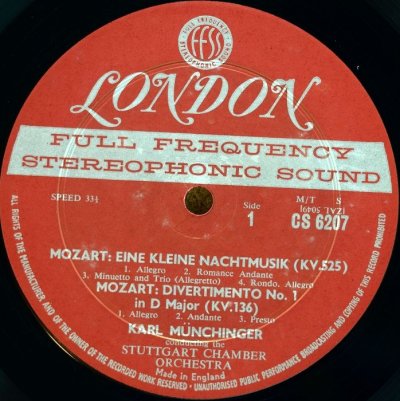 FULL FREQUENCY
FFSS
STEREOPHONIC SOUND
LONDON
FULL FREQUENCY
STEREOPHONIC SOUND
SPEED 33⅓
Side
1
M/T S
CS 6207
MOZART: EINE KLEINE NACHTMUSIK (KV.525)
1. Allegro 2. Romance Andante
3. Minuetto and Trio (Allegretto) 4. Rondo. Allegro
MOZART: DIVERTIMENTO No. 1
in D Major (KV.136)
1. Allegro 2. Andante 3. Presto
KARL MÜNCHINGER
conducting the
STUTTGART CHAMBER
ORCHESTRA
Made in England
ALL RIGHTS OF THE MANUFACTURER AND OF THE OWNER OF THE RECORDED WORK RESERVED - UNAUTHORISED PUBLIC PERFORMANCE BROADCASTING AND COPYING OF THIS RECORD PROHIBITED